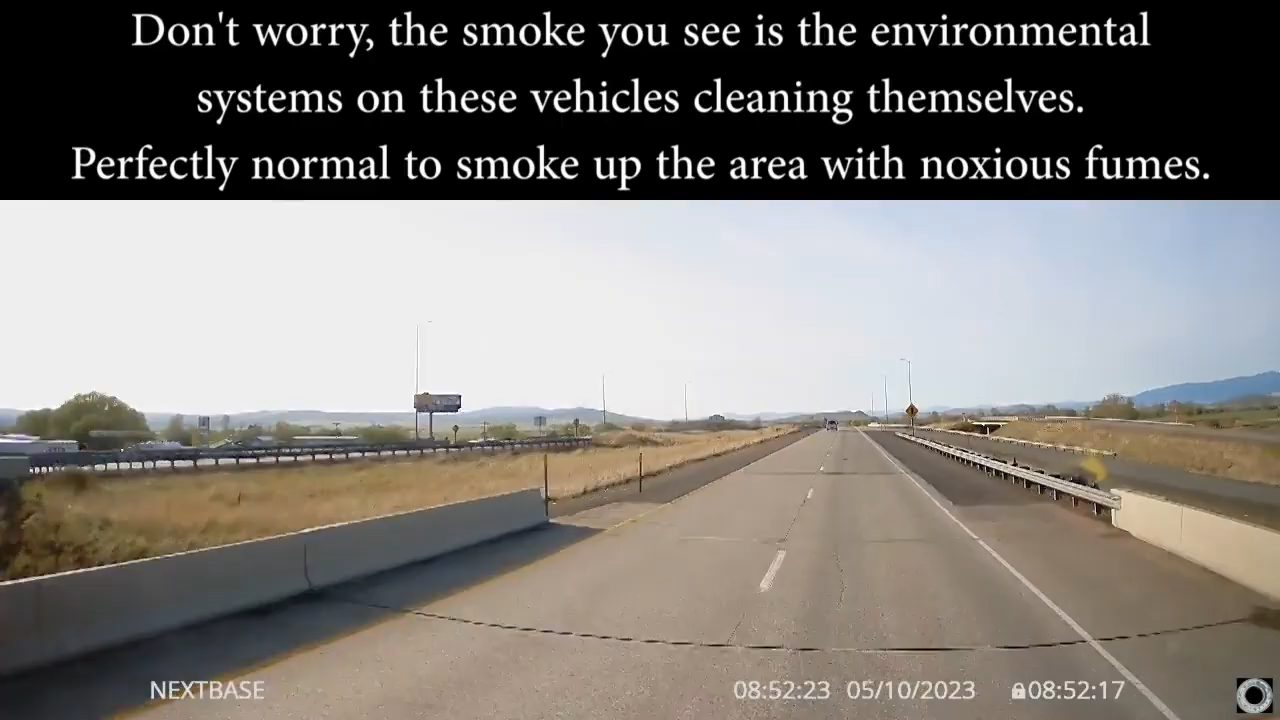 Don't worry, the smoke you see is the environmental
systems on these vehicles cleaning themselves.
Perfectly normal to smoke up the area with noxious fumes.
NEXTBASE 08:52:23 05/10/2023 08:52:17